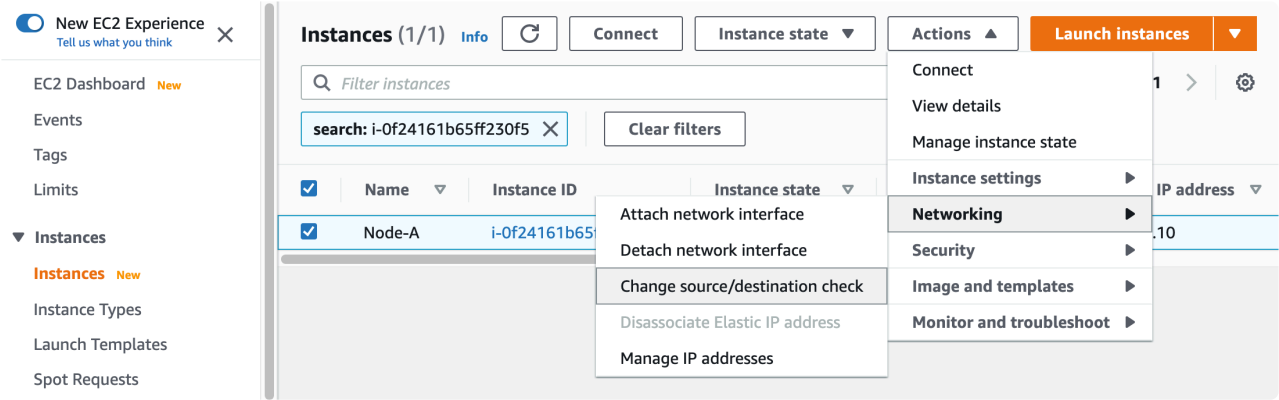 New EC2 Experience
Tell us what you think
EC2 Dashboard New
Events
Tags
Limits
Instances
Instances New
Instance Types
Launch Templates
Spot Requests
Instances (1/1) Info
Connect
Instance state
Actions
Launch instances
Filter instances
1
search: i-0f24161b65ff230f5
Clear filters
Name
Instance ID
Instance state
IP address
Node-A
i-0f24161b65f
.10
Connect
View details
Manage instance state
Instance settings
Networking
Security
Image and templates
Monitor and troubleshoot
Attach network interface
Detach network interface
Change source/destination check
Disassociate Elastic IP address
Manage IP addresses